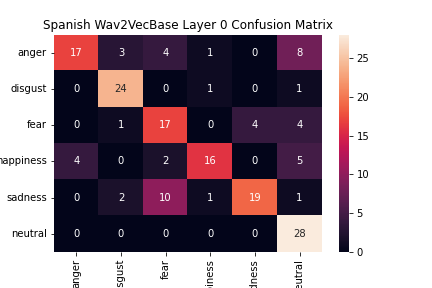 Spanish Wav2VecBase Layer 0 Confusion Matrix
anger 17 3 4 1 0 8
disgust 0 24 0 1 0 1
fear 0 1 17 0 4 4
happiness 4 0 2 16 0 5
sadness 0 2 10 1 19 1
neutral 0 0 0 0 0 28
anger sgust fear piness dness eutral
25
20
15
10
5
0